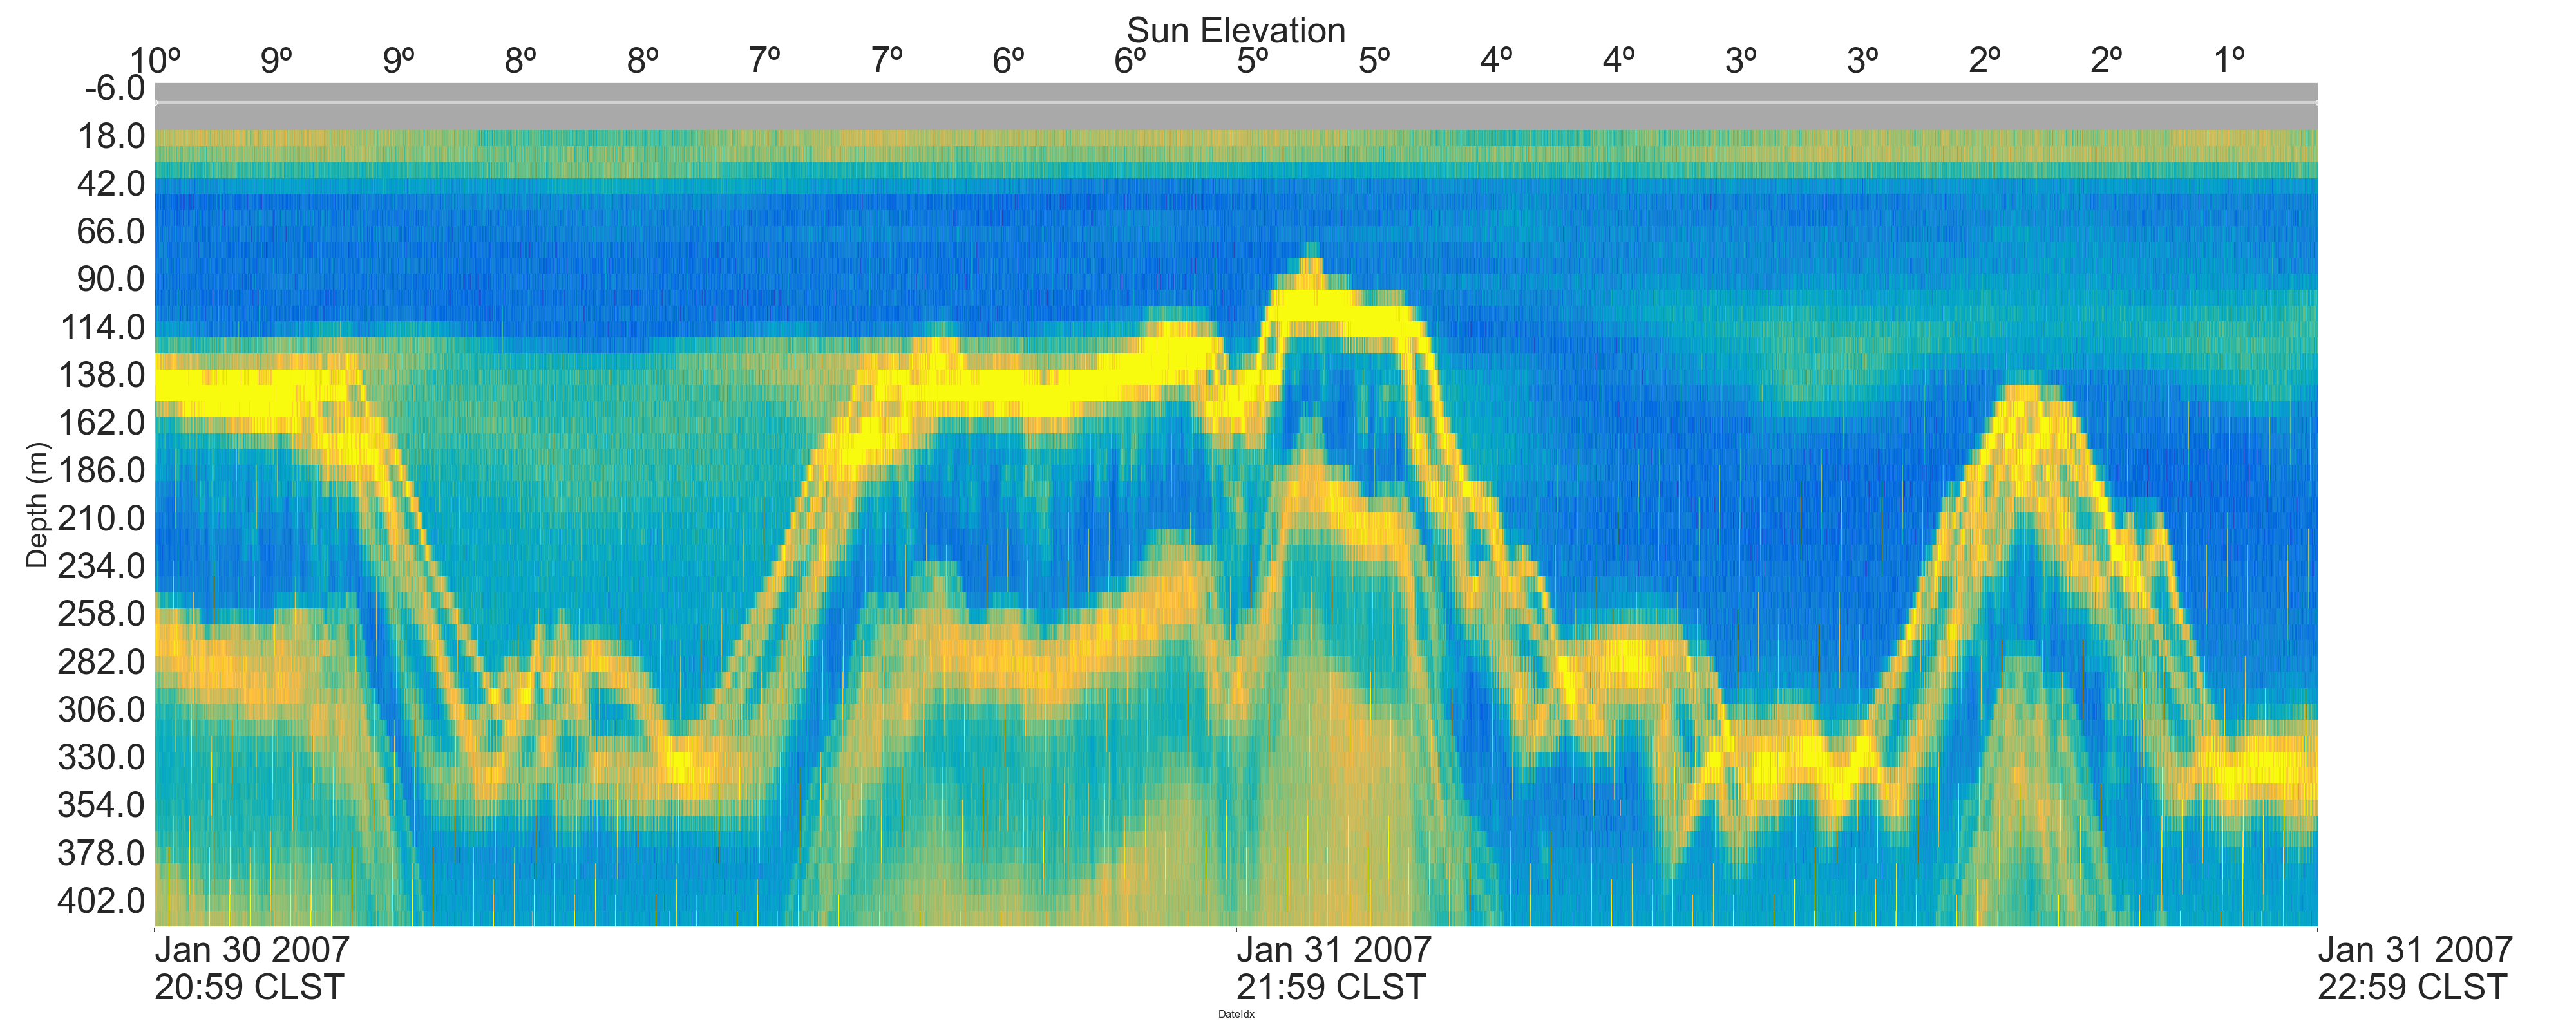 Sun Elevation
10º 9º 9º 8º 8º 7º 7º 6º 6º 5º 5º 4º 4º 3º 3º 2º 2º 1º
-6.0
18.0
42.0
66.0
90.0
114.0
138.0
162.0
186.0
210.0
234.0
258.0
282.0
306.0
330.0
354.0
378.0
402.0
Depth (m)
Jan 30 2007
20:59 CLST
Jan 31 2007
21:59 CLST
Jan 31 2007
22:59 CLST
DateIdx